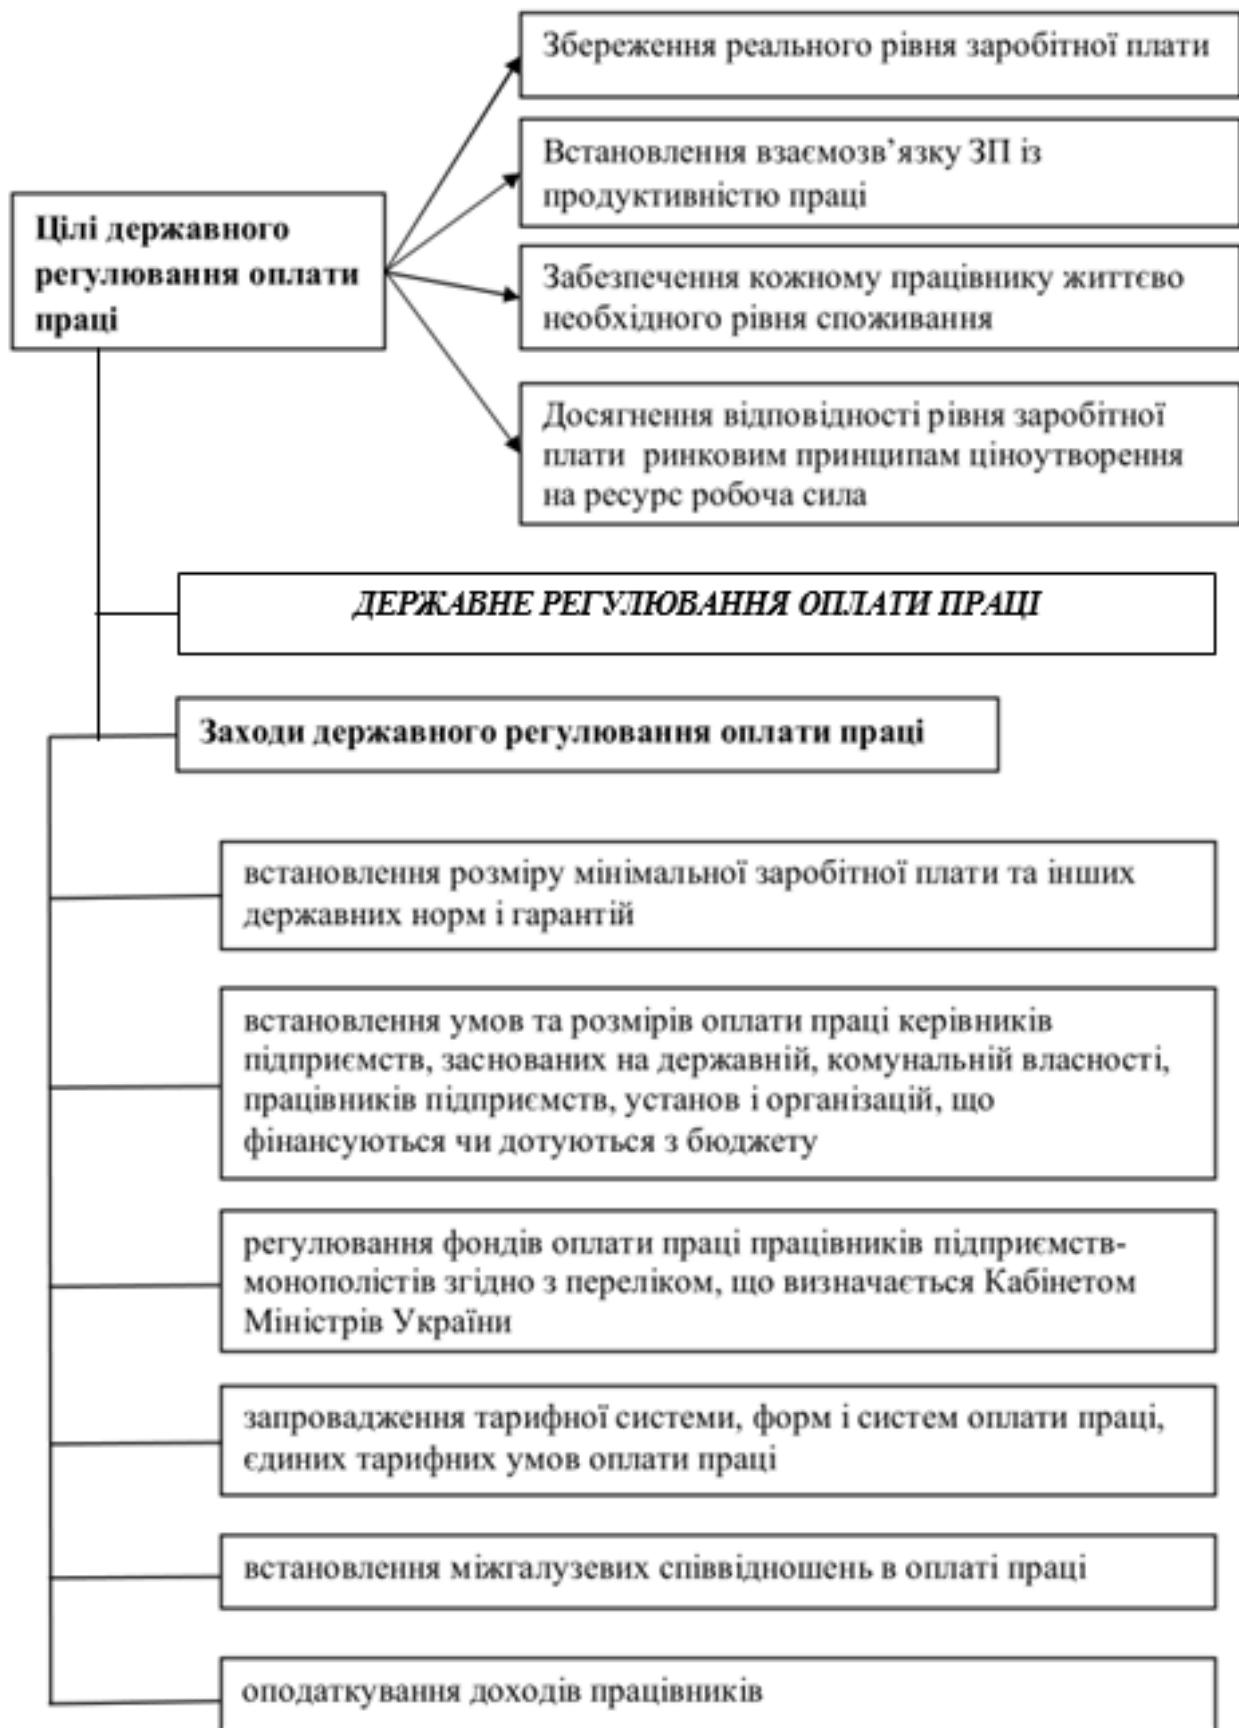 Збереження реального рівня заробітної плати
Встановлення взаємозв’язку ЗП із
продуктивністю праці
Цілі державного
регулювання оплати
праці
Забезпечення кожному працівнику життєво
необхідного рівня споживання
Досягнення відповідності рівня заробітної
плати ринковим принципам ціноутворення
на ресурс робоча сила
ДЕРЖАВНЕ РЕГУЛЮВАННЯ ОПЛАТИ ПРАЦІ
Заходи державного регулювання оплати праці
встановлення розміру мінімальної заробітної плати та інших
державних норм і гарантій
встановлення умов та розмірів оплати праці керівників
підприємств, заснованих на державній, комунальній власності,
працівників підприємств, установ і організацій, що
фінансуються чи дотуються з бюджету
регулювання фондів оплати праці працівників підприємств-
монополістів згідно з переліком, що визначається Кабінетом
Міністрів України
запровадження тарифної системи, форм і систем оплати праці,
єдиних тарифних умов оплати праці
встановлення міжгалузевих співвідношень в оплаті праці
оподаткування доходів працівників